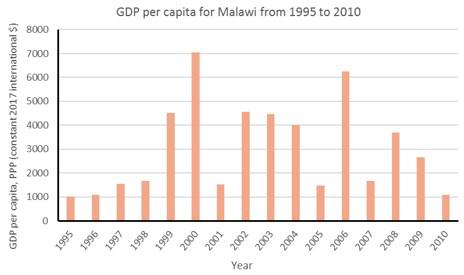 GDP per capita for Malawi from 1995 to 2010
GDP per capita, PPP (constant 2017 international $)
8000
7000
6000
5000
4000
3000
2000
1000
0
1995 1996 1997 1998 1999 2000 2001 2002 2003 2004 2005 2006 2007 2008 2009 2010
Year